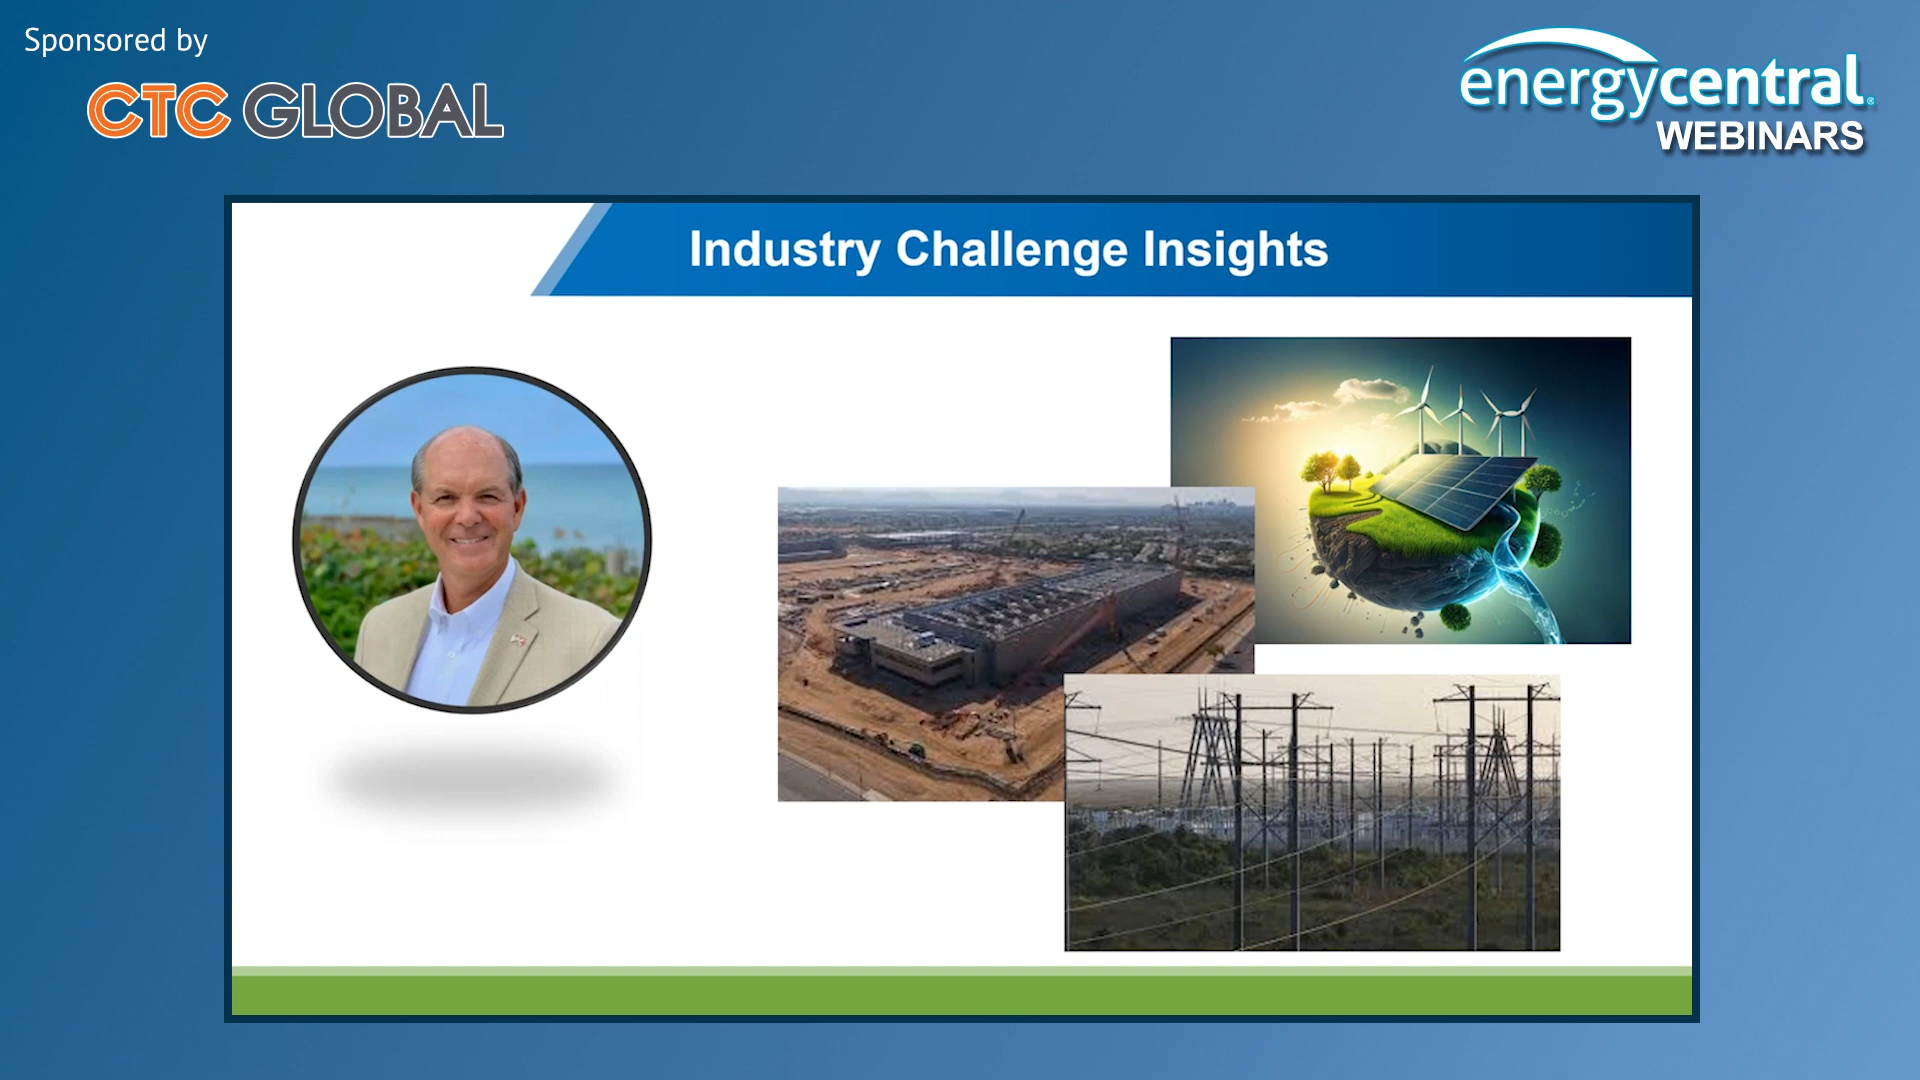 Sponsored by
CTC GLOBAL
energycentral®
WEBINARS
Industry Challenge Insights